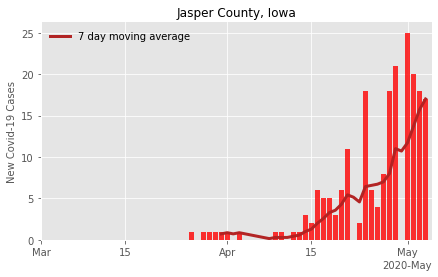 Jasper County, Iowa
7 day moving average
New Covid-19 Cases
25
20
15
10
5
0
Mar 15 Apr 15 May
2020-May